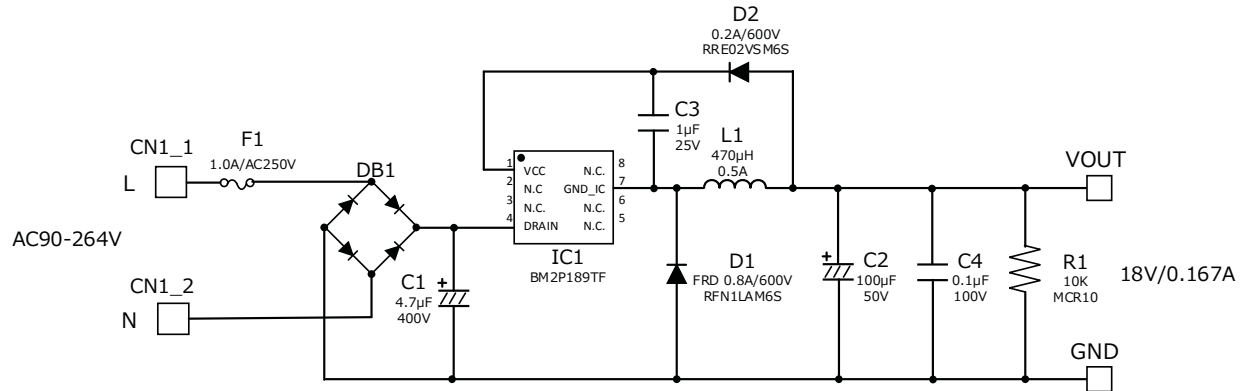 D2
0.2A/600V
RRE02VSM6S
C3
1µF
25V
L1
470µH
0.5A
CN1_1
L
F1
1.0A/AC250V
DB1
1
VCC
N.C.
8
2
N.C
GND_IC
7
3
N.C.
N.C.
6
4
DRAIN
N.C.
5
IC1
BM2P189TF
VOUT
AC90-264V
CN1_2
N
C1
+
4.7µF
400V
D1
FRD 0.8A/600V
RFN1LAM6S
+
C2
100µF
50V
C4
0.1µF
100V
R1
10K
MCR10
18V/0.167A
GND